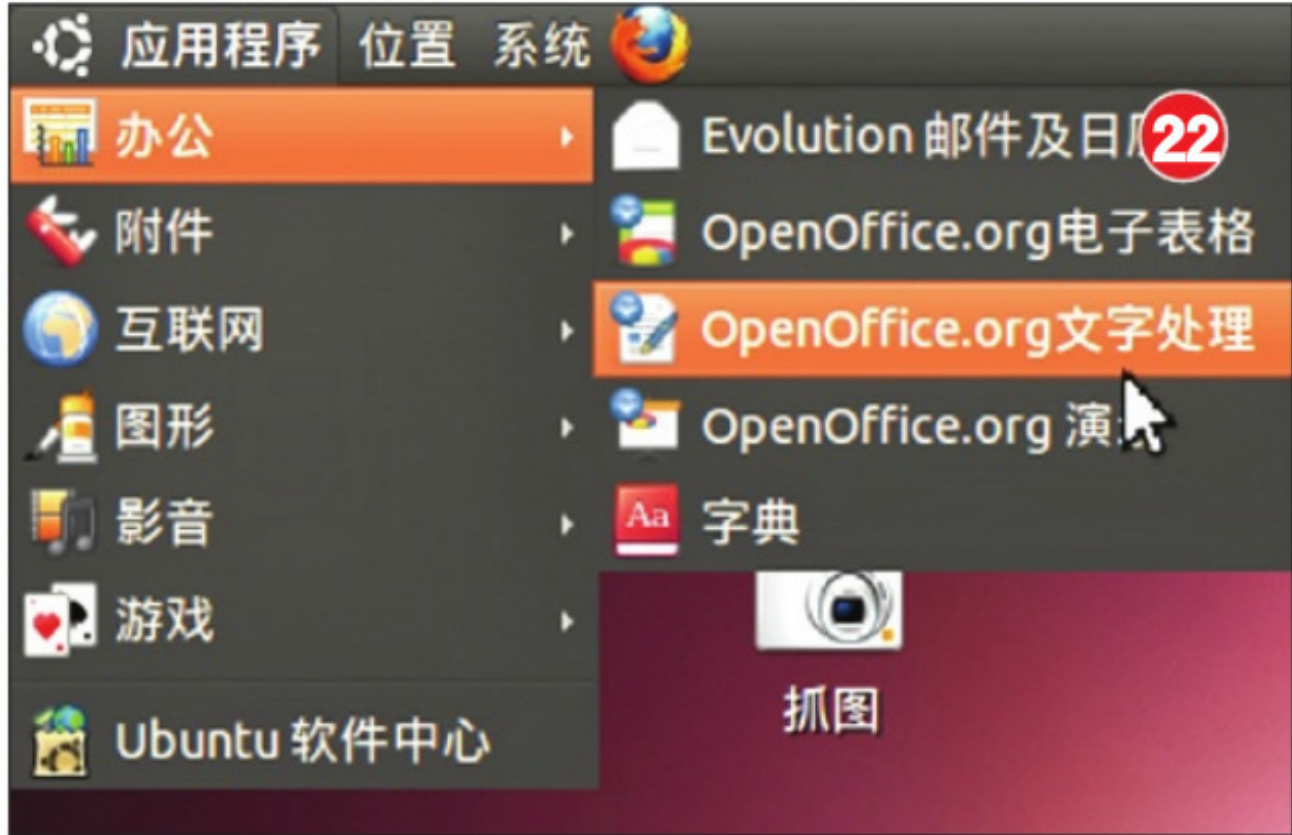 应用程序 位置 系统
办公
附件
互联网
图形
影音
游戏
Ubuntu 软件中心
Evolution 邮件及日
22
OpenOffice.org电子表格
OpenOffice.org文字处理
OpenOffice.org 演
Aa 字典
抓图